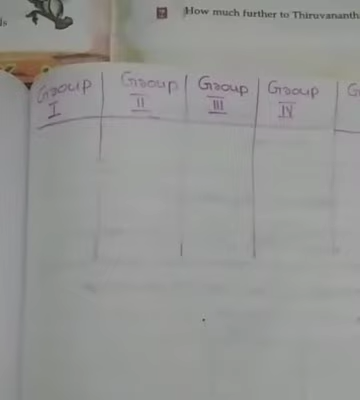 How much further to Thiruvananth
Group I
Group II
Group III
Group IV